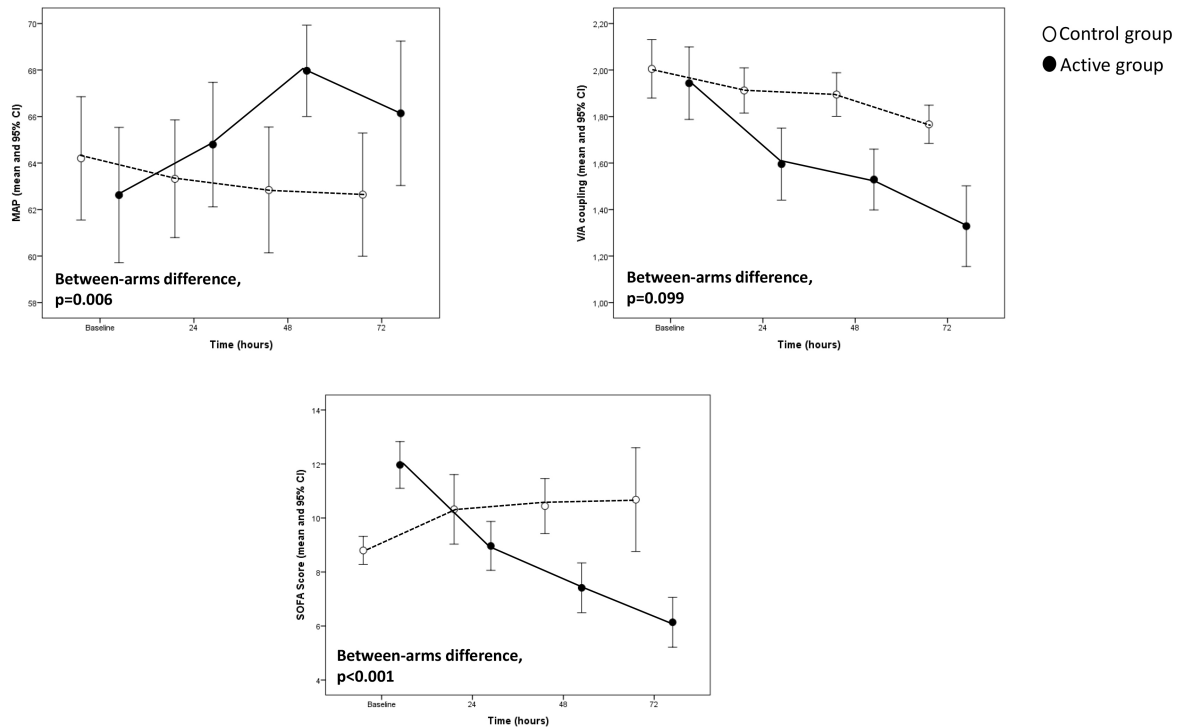 70
68
66
64
62
60
58
MAP (mean and 95% CI)
Between-arms difference,
p=0.006
Baseline 24 48 72
Time (hours)
2,20
2,00
1,80
1,60
1,40
1,20
1,00
V/A coupling (mean and 95% CI)
Between-arms difference,
p=0.099
Baseline 24 48 72
Time (hours)
Control group
Active group
14
12
10
8
6
4
SOFA Score (mean and 95% CI)
Between-arms difference,
p<0.001
Baseline 24 48 72
Time (hours)